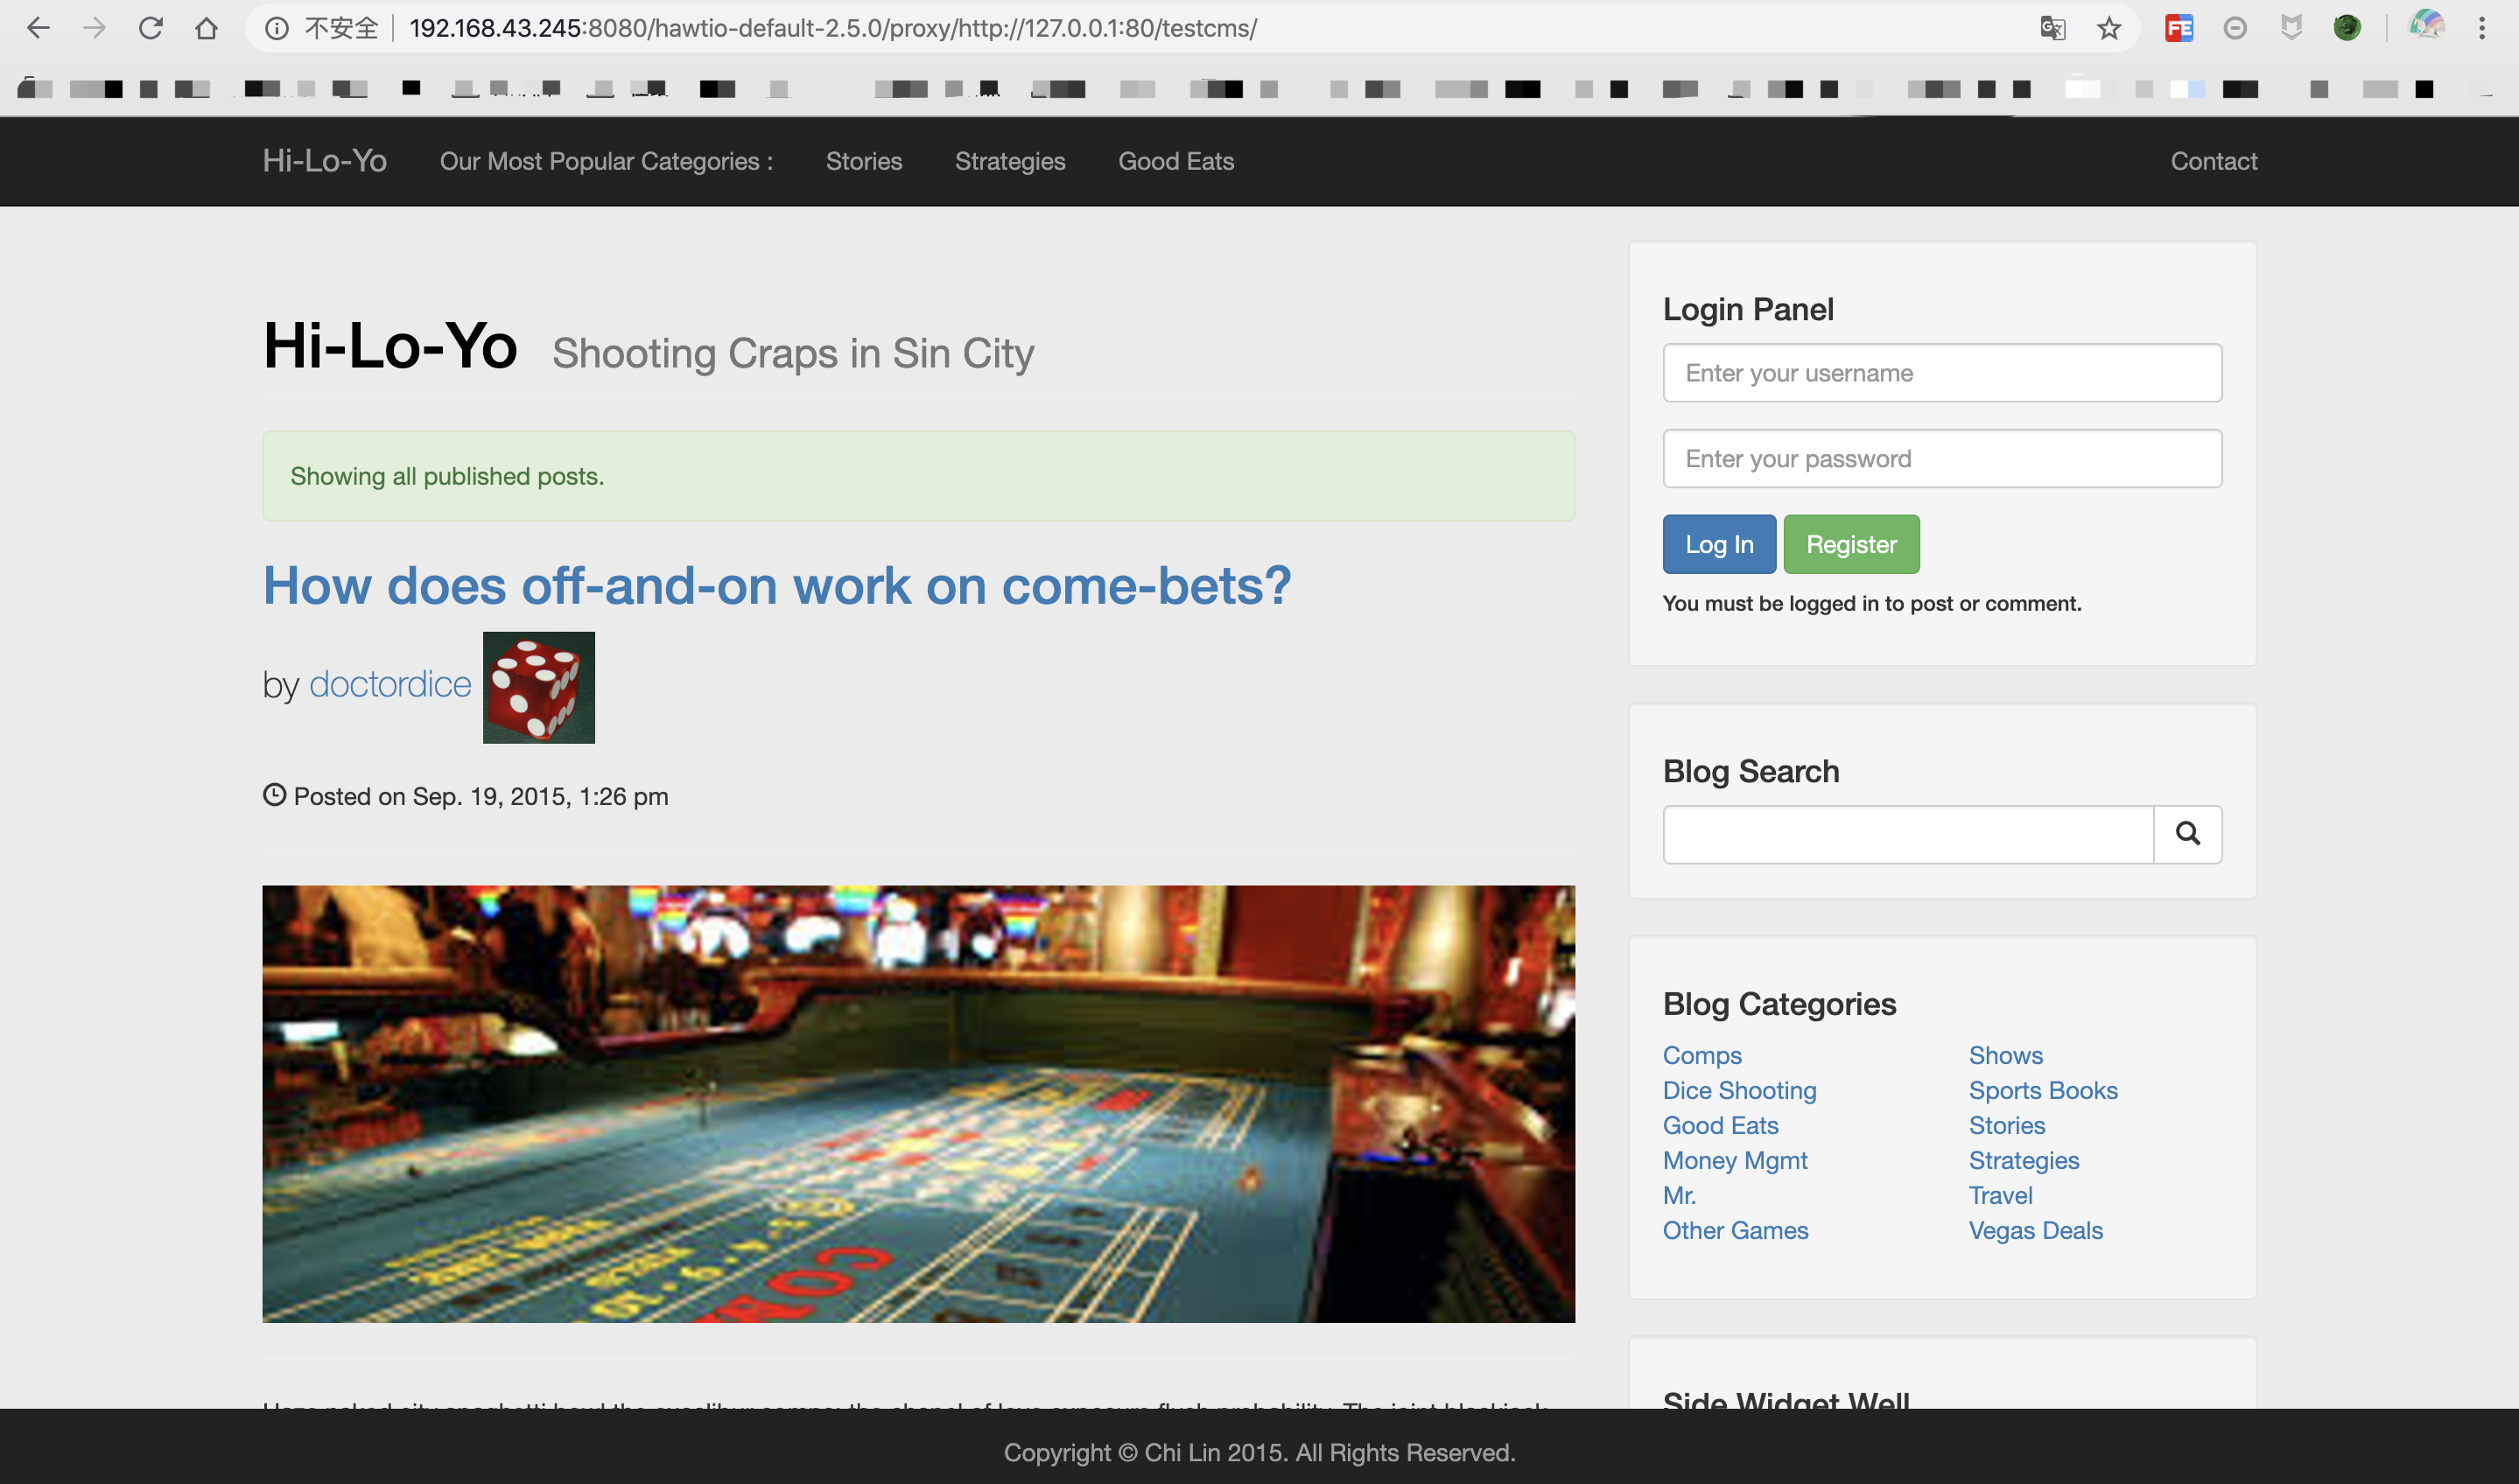 不安全 192.168.43.245:8080/hawtio-default-2.5.0/proxy/http://127.0.0.1:80/testcms/
Hi-Lo-Yo Our Most Popular Categories : Stories Strategies Good Eats Contact
Hi-Lo-Yo Shooting Craps in Sin City
Showing all published posts.
How does off-and-on work on come-bets?
by doctordice
Posted on Sep. 19, 2015, 1:26 pm
Login Panel
Enter your username
Enter your password
Log In Register
You must be logged in to post or comment.
Blog Search
Blog Categories
Comps
Dice Shooting
Good Eats
Money Mgmt
Mr.
Other Games
Shows
Sports Books
Stories
Strategies
Travel
Vegas Deals
Side Widget Well
Copyright © Chi Lin 2015. All Rights Reserved.